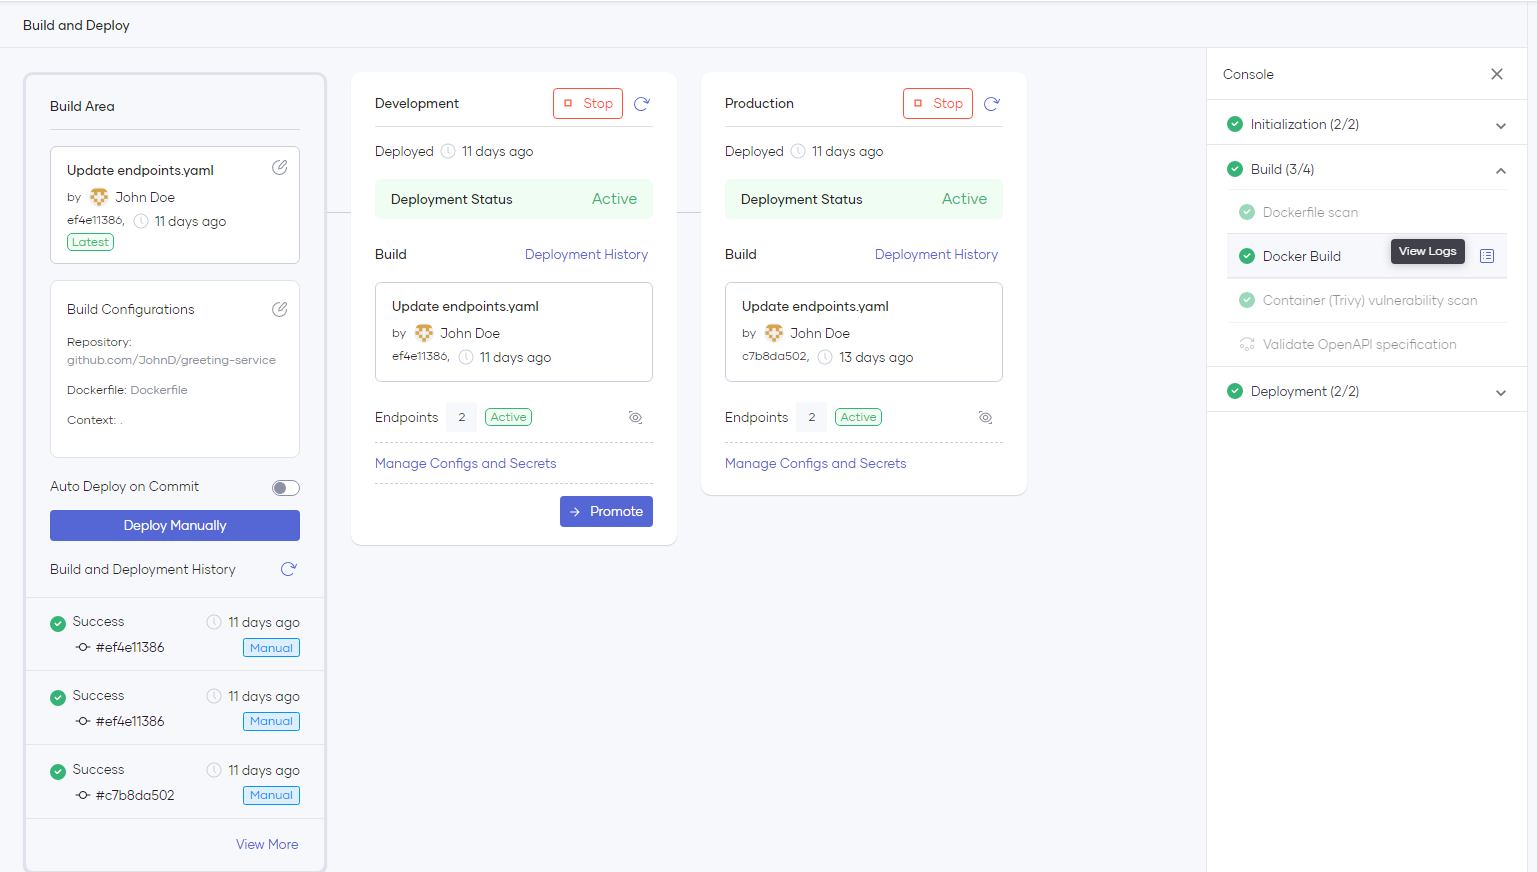 Build and Deploy
Build Area
Update endpoints.yaml
by John Doe
ef4e11386, 11 days ago
Latest
Build Configurations
Repository:
github.com/JohnD/greeting-service
Dockerfile: Dockerfile
Context: .
Auto Deploy on Commit
Deploy Manually
Build and Deployment History
Success 11 days ago
#ef4e11386 Manual
Success 11 days ago
#ef4e11386 Manual
Success 11 days ago
#c7b8da502 Manual
View More
Development Stop
Deployed 11 days ago
Deployment Status Active
Build Deployment History
Update endpoints.yaml
by John Doe
ef4e11386, 11 days ago
Endpoints 2 Active
Manage Configs and Secrets
Promote
Production Stop
Deployed 11 days ago
Deployment Status Active
Build Deployment History
Update endpoints.yaml
by John Doe
c7b8da502, 13 days ago
Endpoints 2 Active
Manage Configs and Secrets
Console
Initialization (2/2)
Build (3/4)
Dockerfile scan
Docker Build View Logs
Container (Trivy) vulnerability scan
Validate OpenAPI specification
Deployment (2/2)